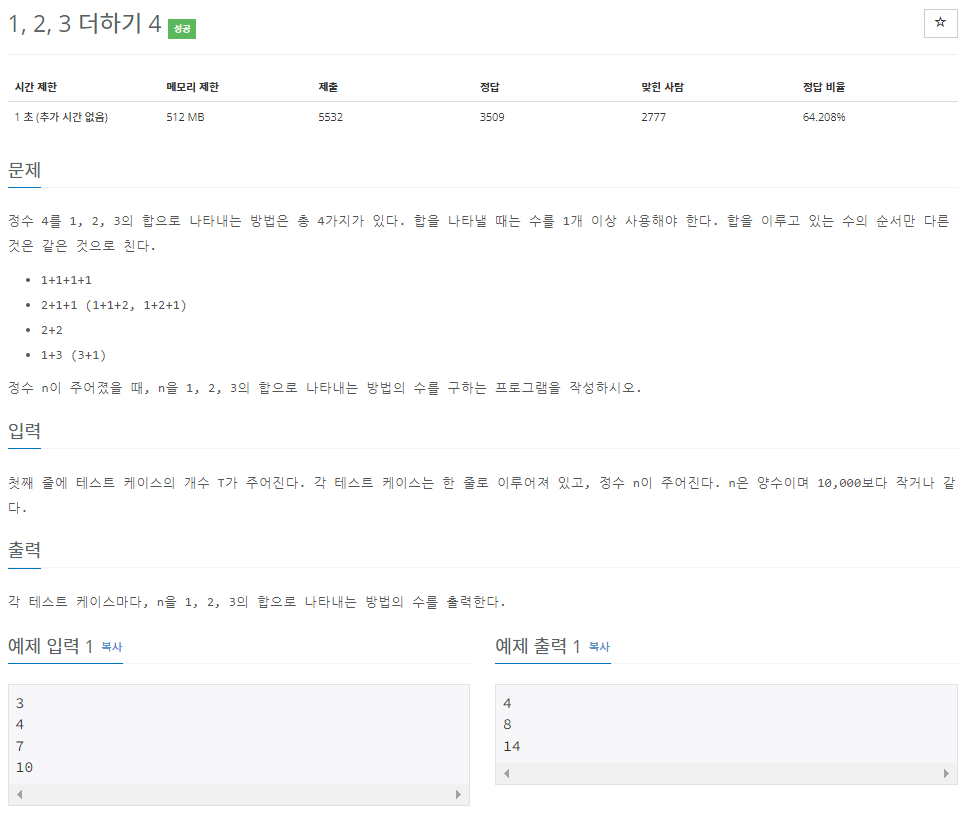 1, 2, 3 더하기 4 성공
☆
시간 제한 메모리 제한 제출 정답 맞힌 사람 정답 비율
1 초 (추가 시간 없음) 512 MB 5532 3509 2777 64.208%
문제
정수 4를 1, 2, 3의 합으로 나타내는 방법은 총 4가지가 있다. 합을 나타낼 때는 수를 1개 이상 사용해야 한다. 합을 이루고 있는 수의 순서만 다른
것은 같은 것으로 친다.
• 1+1+1+1
• 2+1+1 (1+1+2, 1+2+1)
• 2+2
• 1+3 (3+1)
정수 n이 주어졌을 때, n을 1, 2, 3의 합으로 나타내는 방법의 수를 구하는 프로그램을 작성하시오.
입력
첫째 줄에 테스트 케이스의 개수 T가 주어진다. 각 테스트 케이스는 한 줄로 이루어져 있고, 정수 n이 주어진다. n은 양수이며 10,000보다 작거나 같
다.
출력
각 테스트 케이스마다, n을 1, 2, 3의 합으로 나타내는 방법의 수를 출력한다.
예제 입력 1 복사
3
4
7
10
예제 출력 1 복사
4
8
14